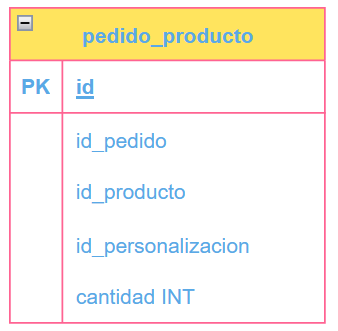 pedido_producto
PK id
id_pedido
id_producto
id_personalizacion
cantidad INT